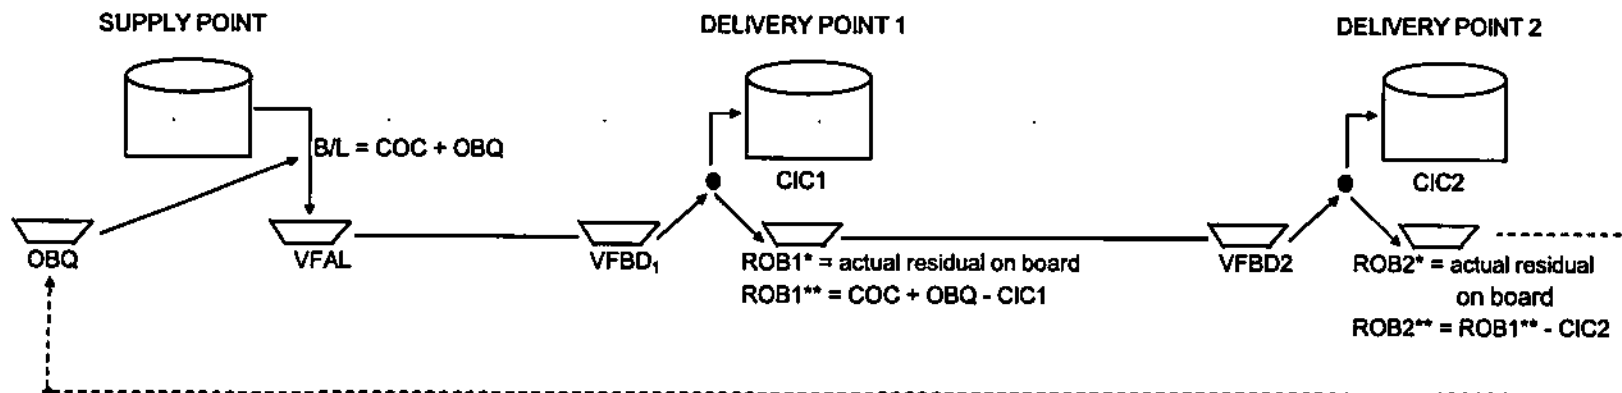 SUPPLY POINT
DELIVERY POINT 1
DELIVERY POINT 2
B/L = COC + OBQ
CIC1
CIC2
OBQ
VFAL
VFBD₁
ROB1* = actual residual on board
ROB1** = COC + OBQ - CIC1
VFBD2
ROB2* = actual residual
on board
ROB2** = ROB1** - CIC2